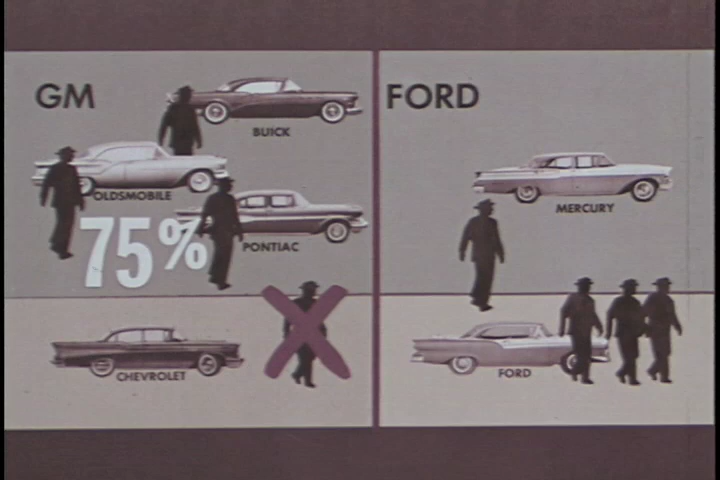 GM
BUICK
OLDSMOBILE
75%
PONTIAC
CHEVROLET
FORD
MERCURY
FORD